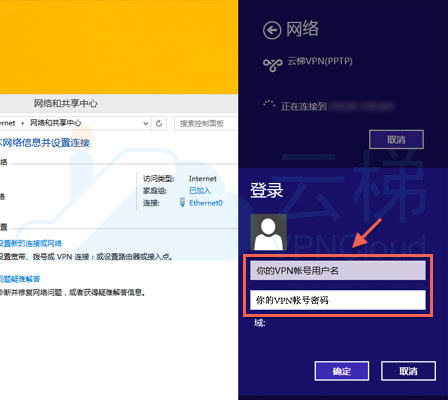 网络和共享中心
ernet
网络和共享中心
搜索控制面板
网络信息并设置连接
络
访问类型:
Internet
家庭组:
已加入
络
连接:
Ethernet0
置
设置新的连接或网络
设置宽带、拨号或 VPN 连接；或设置路由器或接入点。
问题疑难解答
诊断并修复网络问题，或者获得疑难解答信息。
网络
云梯VPN(PPTP)
正在连接到
取消
登录
云梯
VPNCloud
你的VPN帐号用户名
你的VPN帐号密码
域:
确定
取消